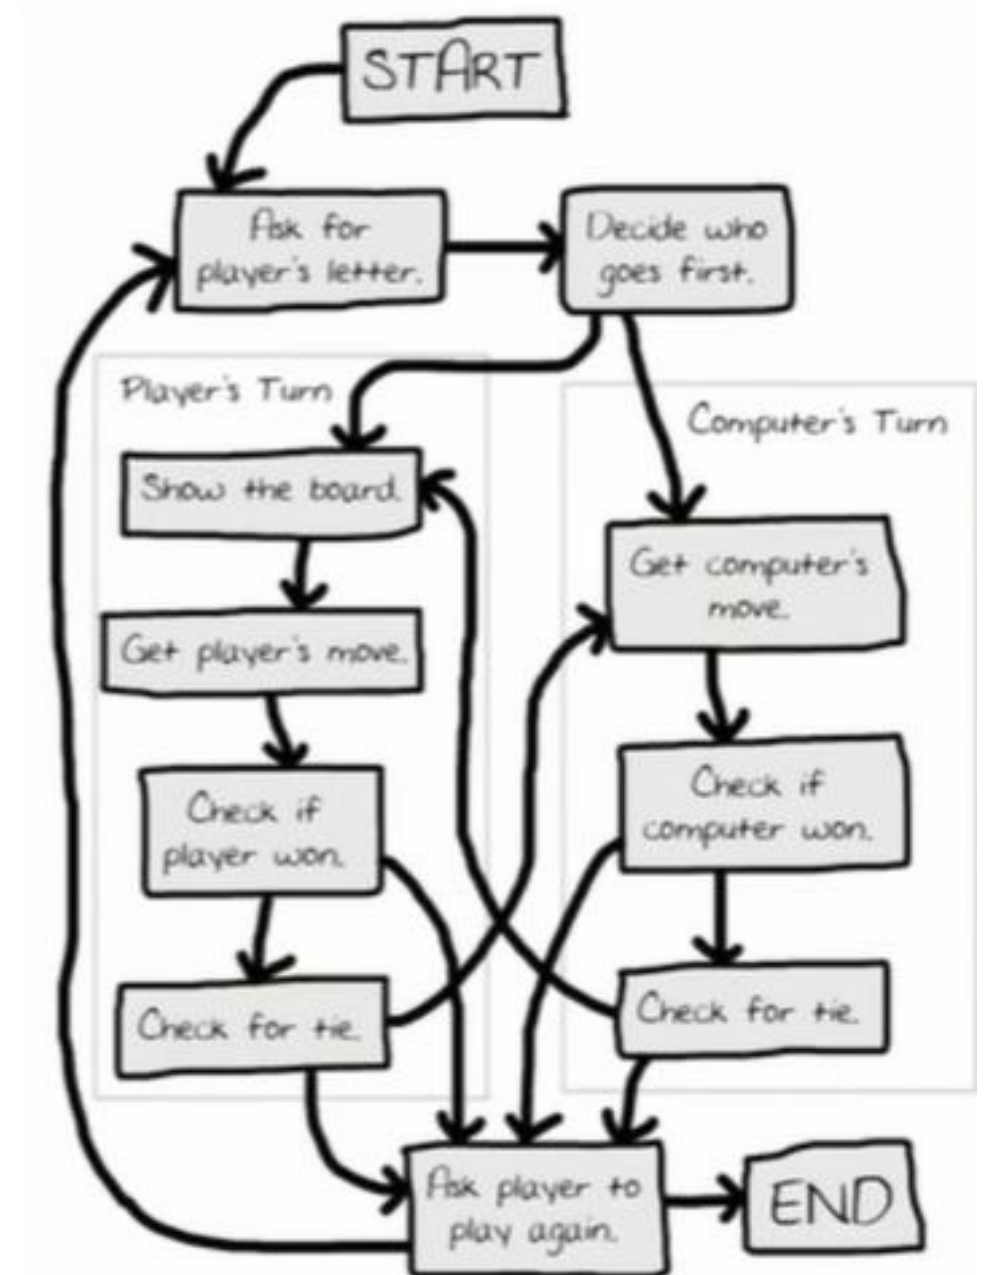 START
Ask for
player's letter.
Decide who
goes first.
Player's Turn
Show the board.
Get player's move.
Check if
player won.
Check for tie.
Computer's Turn
Get computer's
move.
Check if
computer won.
Check for tie.
Ask player to
play again.
END